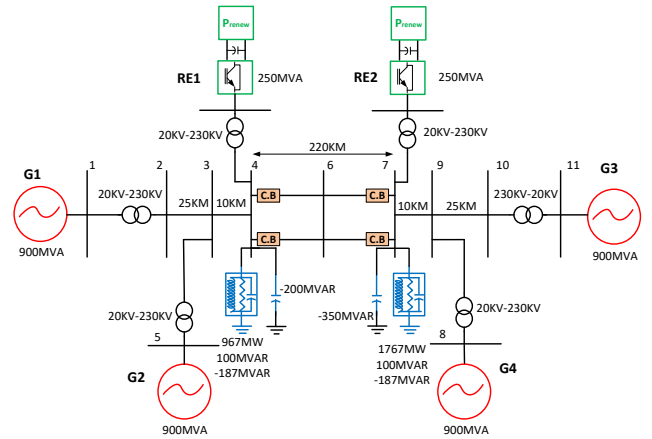 Prenew
Prenew
RE1
250MVA
RE2
250MVA
20KV-230KV
20KV-230KV
220KM
G1
1
20KV-230KV
2
3
4
6
7
9
10
230KV-20KV
11
G3
C.B
C.B
25KM
10KM
10KM
25KM
C.B
C.B
900MVA
900MVA
-200MVAR
-350MVAR
20KV-230KV
20KV-230KV
5
967MW
100MVAR
-187MVAR
1767MW
100MVAR
-187MVAR
8
G2
G4
900MVA
900MVA